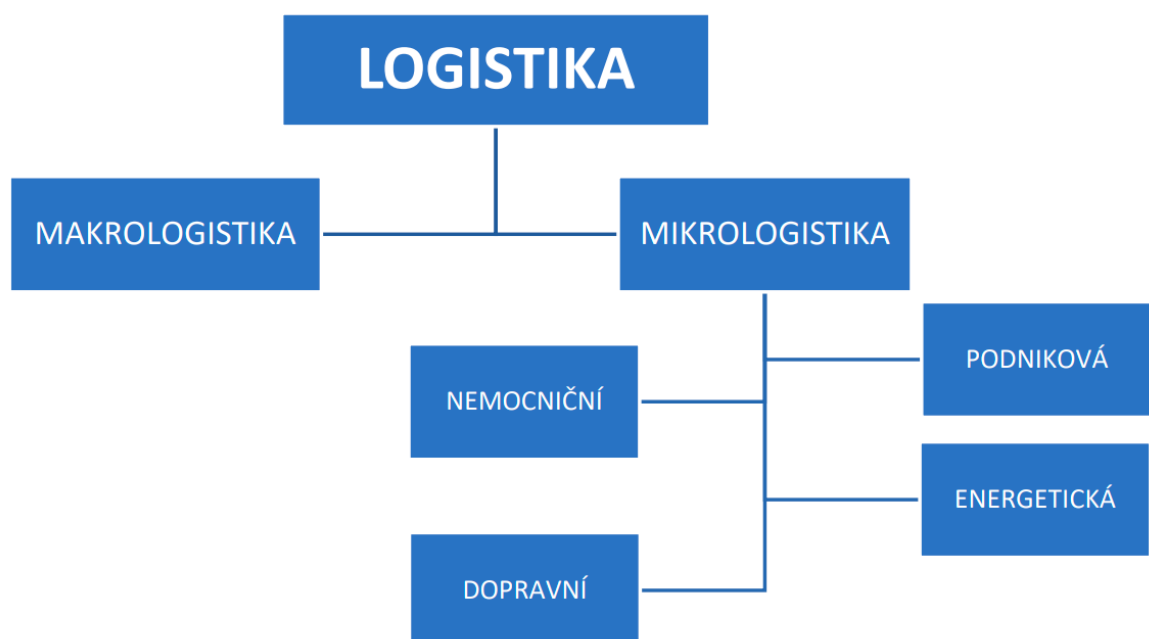 LOGISTIKA
MAKROLOGISTIKA
MIKROLOGISTIKA
PODNIKOVÁ
NEMOCNIČNÍ
ENERGETICKÁ
DOPRAVNÍ